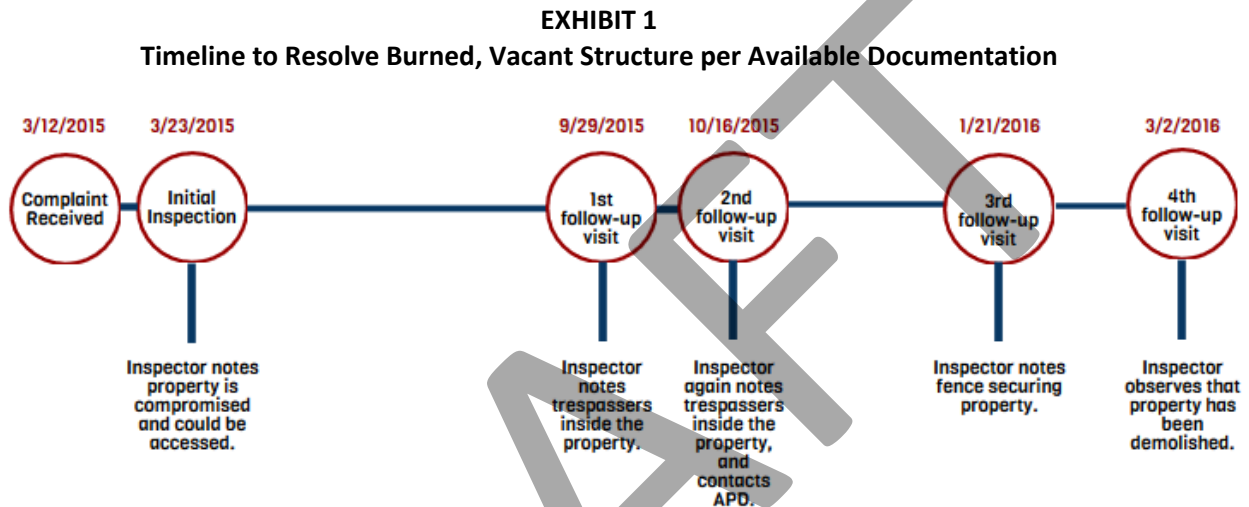 EXHIBIT 1
Timeline to Resolve Burned, Vacant Structure per Available Documentation
3/12/2015
3/23/2015
9/29/2015
10/16/2015
1/21/2016
3/2/2016
Complaint
Received
Initial
Inspection
1st
follow-up
visit
2nd
follow-up
visit
3rd
follow-up
visit
4th
follow-up
visit
Inspector notes
property is
compromised
and could be
accessed.
Inspector
notes
trespassers
inside the
property.
Inspector
again notes
trespassers
inside the
property,
and
contacts
APD.
Inspector notes
fence securing
property.
Inspector
observes that
property has
been
demolished.
AFT